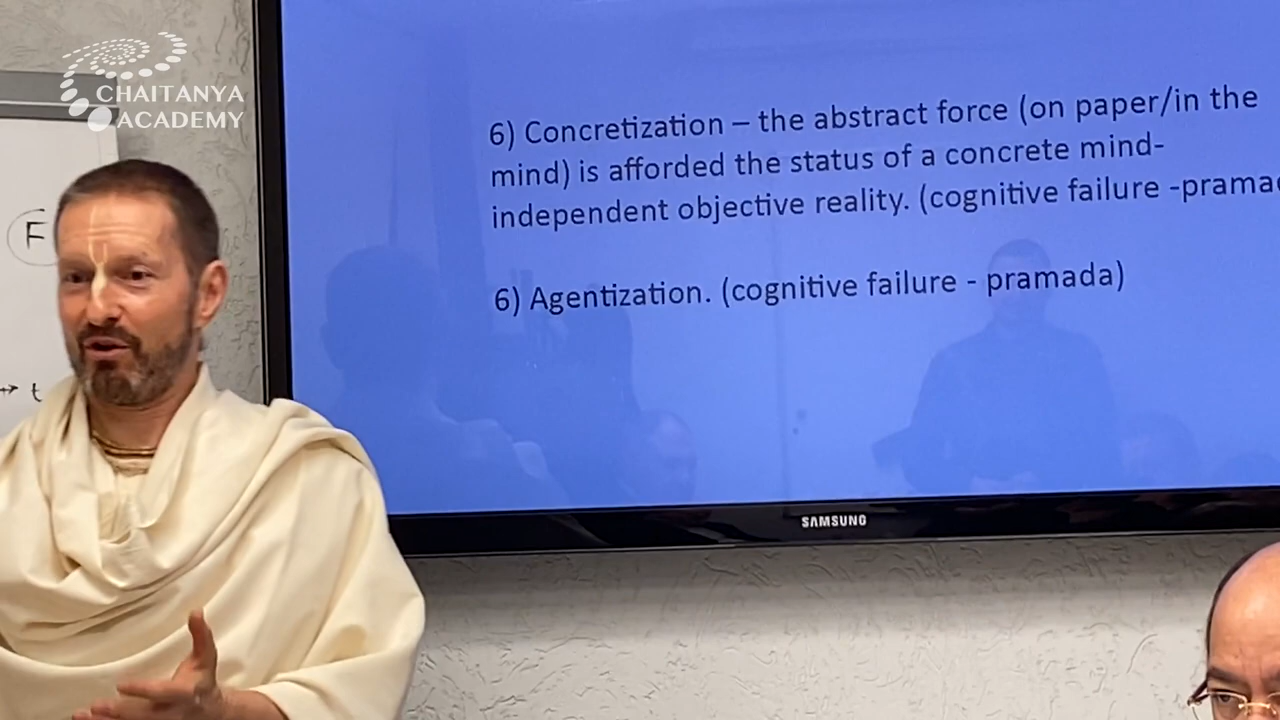 CHAITANYA
ACADEMY
F
t
6) Concretization – the abstract force (on paper/in the
mind) is afforded the status of a concrete mind-
independent objective reality. (cognitive failure -prama
6) Agentization. (cognitive failure - pramada)
SAMSUNG